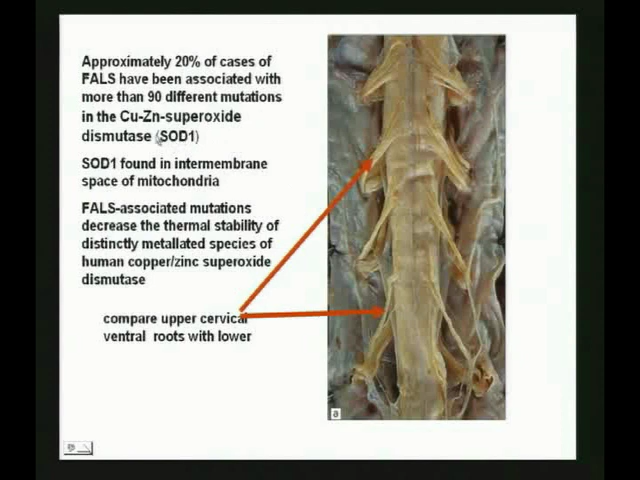 Approximately 20% of cases of
FALS have been associated with
more than 90 different mutations
in the Cu-Zn-superoxide
dismutase (SOD1)
SOD1 found in intermembrane
space of mitochondria
FALS-associated mutations
decrease the thermal stability of
distinctly metallated species of
human copper/zinc superoxide
dismutase
compare upper cervical
ventral roots with lower
a